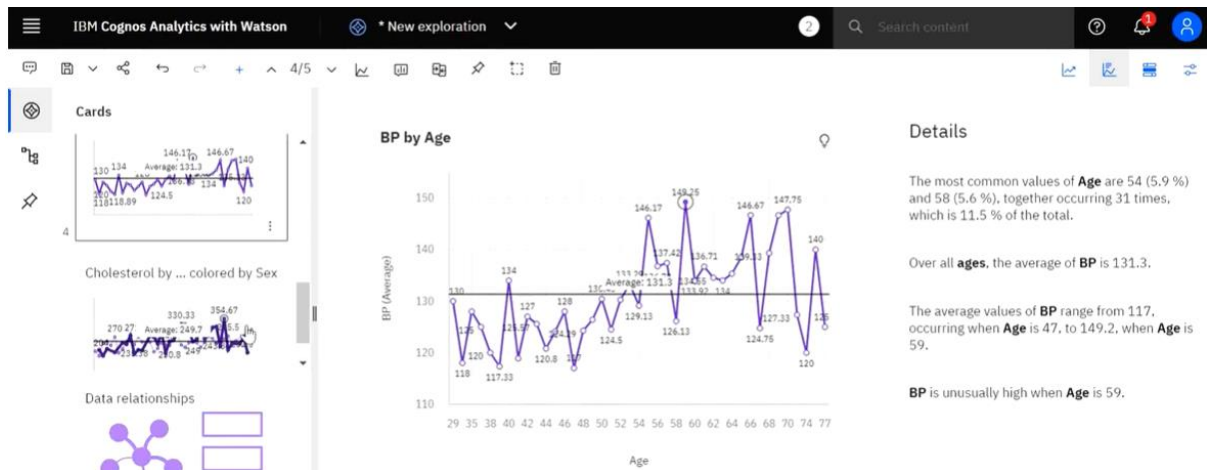 IBM Cognos Analytics with Watson
* New exploration
2
Search content
1
4/5
Cards
146.17 146.67
130 134 140
Average: 131.3
134
124.5
118 118.89 120
4
Cholesterol by ... colored by Sex
330.33 354.67
270 27
Average: 249.7
Data relationships
BP by Age
BP (Average)
150
140
130
120
110
149.25
146.17
146.67
147.75
140
137.42
136.71
134
130
Average: 131.3
134
127
128
129.13
126.13
127.33
125
124.5
124.75
120.8
120
120
118
117.33
29 35 38 40 42 44 46 48 50 52 54 56 58 60 62 64 66 68 70 74 77
Age
Details
The most common values of Age are 54 (5.9 %)
and 58 (5.6 %), together occurring 31 times,
which is 11.5 % of the total.
Over all ages, the average of BP is 131.3.
The average values of BP range from 117,
occurring when Age is 47, to 149.2, when Age is
59.
BP is unusually high when Age is 59.